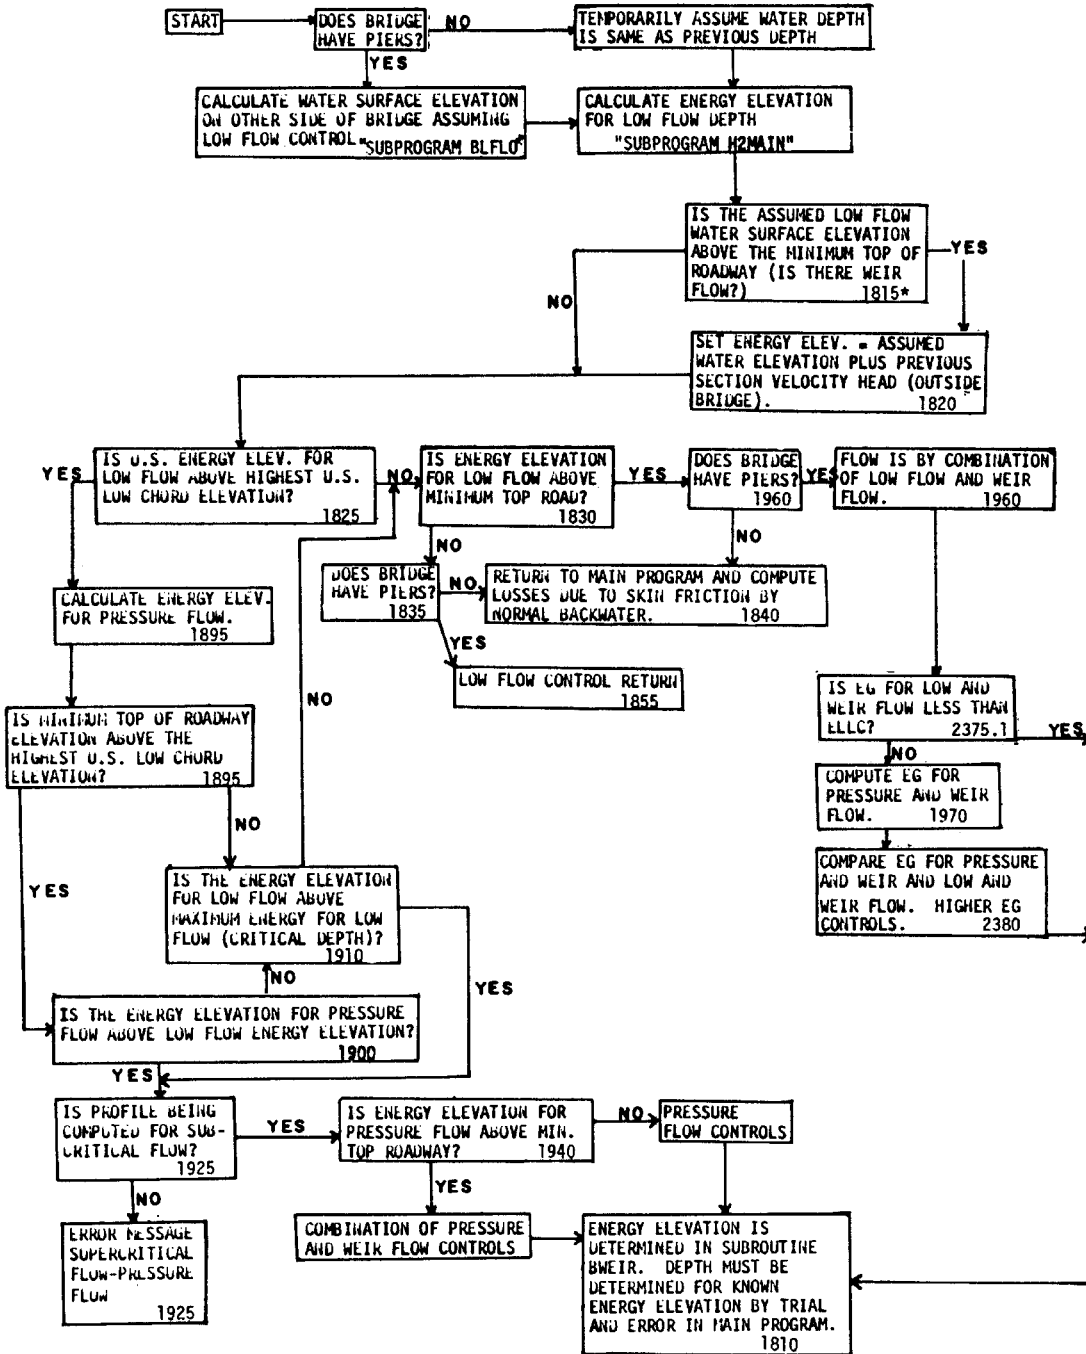 START
DOES BRIDGE
HAVE PIERS?
NO
TEMPORARILY ASSUME WATER DEPTH
IS SAME AS PREVIOUS DEPTH
YES
CALCULATE WATER SURFACE ELEVATION
ON OTHER SIDE OF BRIDGE ASSUMING
LOW FLOW CONTROL "SUBPROGRAM BLFLO"
CALCULATE ENERGY ELEVATION
FOR LOW FLOW DEPTH
"SUBPROGRAM H2MAIN"
IS THE ASSUMED LOW FLOW
WATER SURFACE ELEVATION
ABOVE THE MINIMUM TOP OF
ROADWAY (IS THERE WEIR
FLOW?) 1815*
YES
NO
SET ENERGY ELEV. = ASSUMED
WATER ELEVATION PLUS PREVIOUS
SECTION VELOCITY HEAD (OUTSIDE
BRIDGE). 1820
YES
IS U.S. ENERGY ELEV. FOR
LOW FLOW ABOVE HIGHEST U.S.
LOW CHORD ELEVATION?
1825
NO
IS ENERGY ELEVATION
FOR LOW FLOW ABOVE
MINIMUM TOP ROAD?
1830
YES
DOES BRIDGE
HAVE PIERS?
1960
YES
FLOW IS BY COMBINATION
OF LOW FLOW AND WEIR
FLOW. 1960
NO
NO
DOES BRIDGE
HAVE PIERS?
1835
NO
RETURN TO MAIN PROGRAM AND COMPUTE
LOSSES DUE TO SKIN FRICTION BY
NORMAL BACKWATER. 1840
YES
LOW FLOW CONTROL RETURN
1855
CALCULATE ENERGY ELEV.
FOR PRESSURE FLOW.
1895
IS MINIMUM TOP OF ROADWAY
ELEVATION ABOVE THE
HIGHEST U.S. LOW CHORD
ELEVATION? 1895
NO
NO
YES
IS EG FOR LOW AND
WEIR FLOW LESS THAN
ELLC? 2375.1
YES
NO
COMPUTE EG FOR
PRESSURE AND WEIR
FLOW. 1970
COMPARE EG FOR PRESSURE
AND WEIR AND LOW AND
WEIR FLOW. HIGHER EG
CONTROLS. 2380
IS THE ENERGY ELEVATION
FOR LOW FLOW ABOVE
MAXIMUM ENERGY FOR LOW
FLOW (CRITICAL DEPTH)?
1910
NO
YES
IS THE ENERGY ELEVATION FOR PRESSURE
FLOW ABOVE LOW FLOW ENERGY ELEVATION?
1900
YES
IS PROFILE BEING
COMPUTED FOR SUB-
CRITICAL FLOW?
1925
YES
IS ENERGY ELEVATION FOR
PRESSURE FLOW ABOVE MIN.
TOP ROADWAY? 1940
NO
PRESSURE
FLOW CONTROLS
NO
YES
ERROR MESSAGE
SUPERCRITICAL
FLOW-PRESSURE
FLOW
1925
COMBINATION OF PRESSURE
AND WEIR FLOW CONTROLS
ENERGY ELEVATION IS
DETERMINED IN SUBROUTINE
BWEIR. DEPTH MUST BE
DETERMINED FOR KNOWN
ENERGY ELEVATION BY TRIAL
AND ERROR IN MAIN PROGRAM.
1810